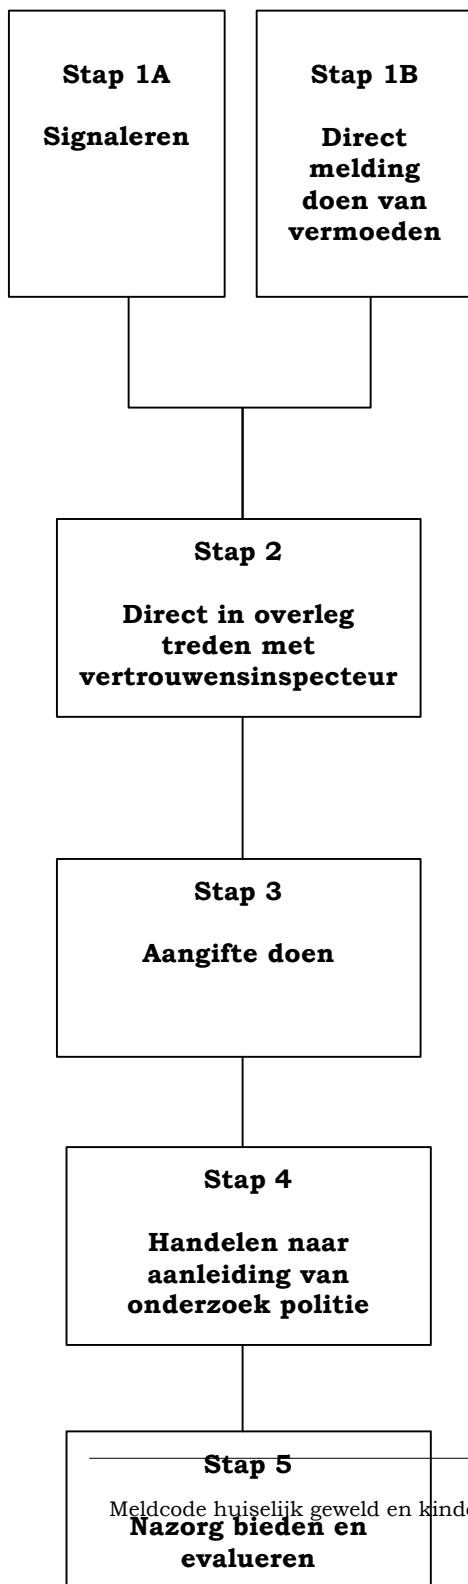 Stap 1A
Signaleren
Stap 1B
Direct
melding
doen van
vermoeden
Stap 2
Direct in overleg
treden met
vertrouwensinspecteur
Stap 3
Aangifte doen
Stap 4
Handelen naar
aanleiding van
onderzoek politie
Stap 5
Meldcode huiselijk geweld en kinde
Nazorg bieden en
evalueren